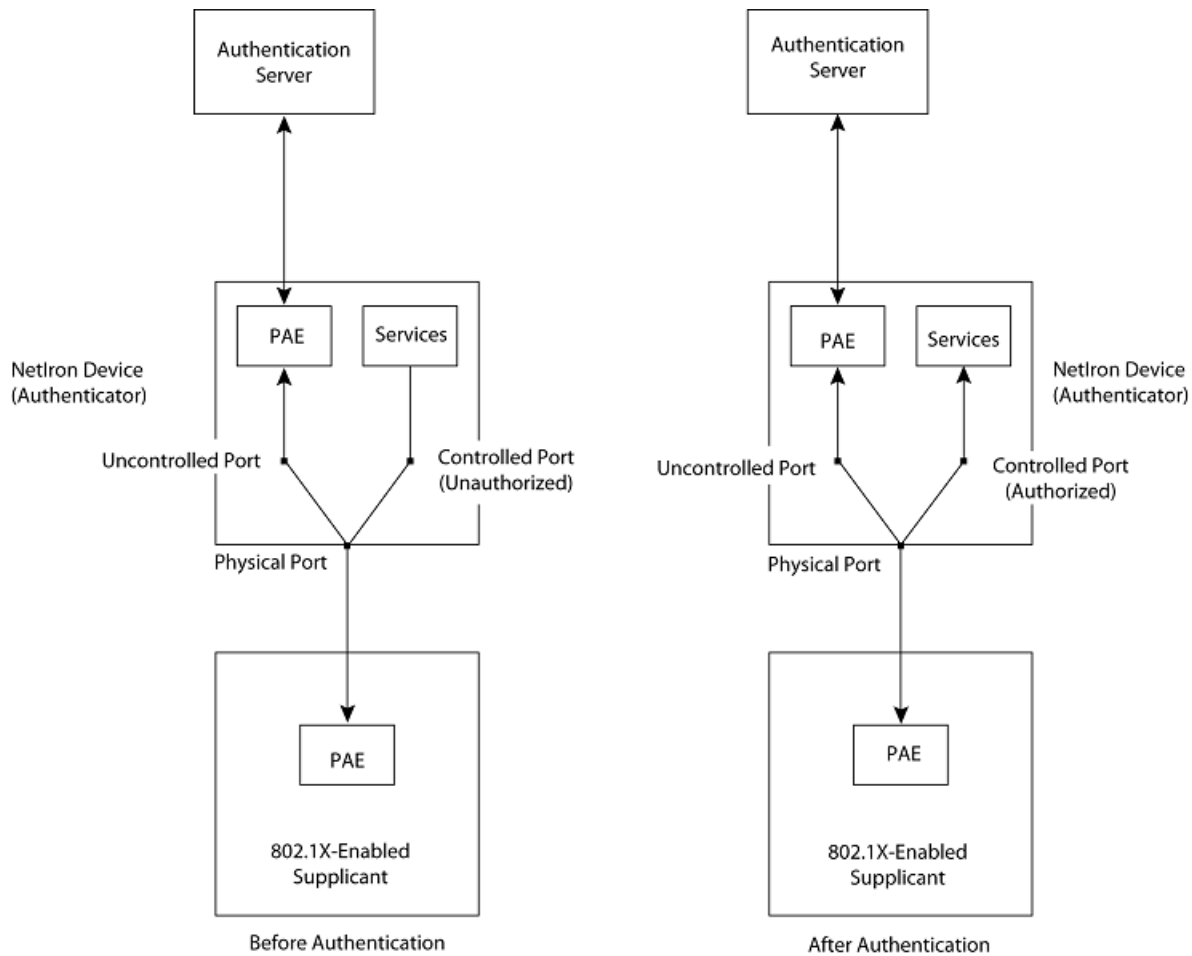 Authentication
Server
PAE
Services
NetIron Device
(Authenticator)
Uncontrolled Port
Controlled Port
(Unauthorized)
Physical Port
PAE
802.1X-Enabled
Supplicant
Before Authentication
Authentication
Server
PAE
Services
NetIron Device
(Authenticator)
Uncontrolled Port
Controlled Port
(Authorized)
Physical Port
PAE
802.1X-Enabled
Supplicant
After Authentication